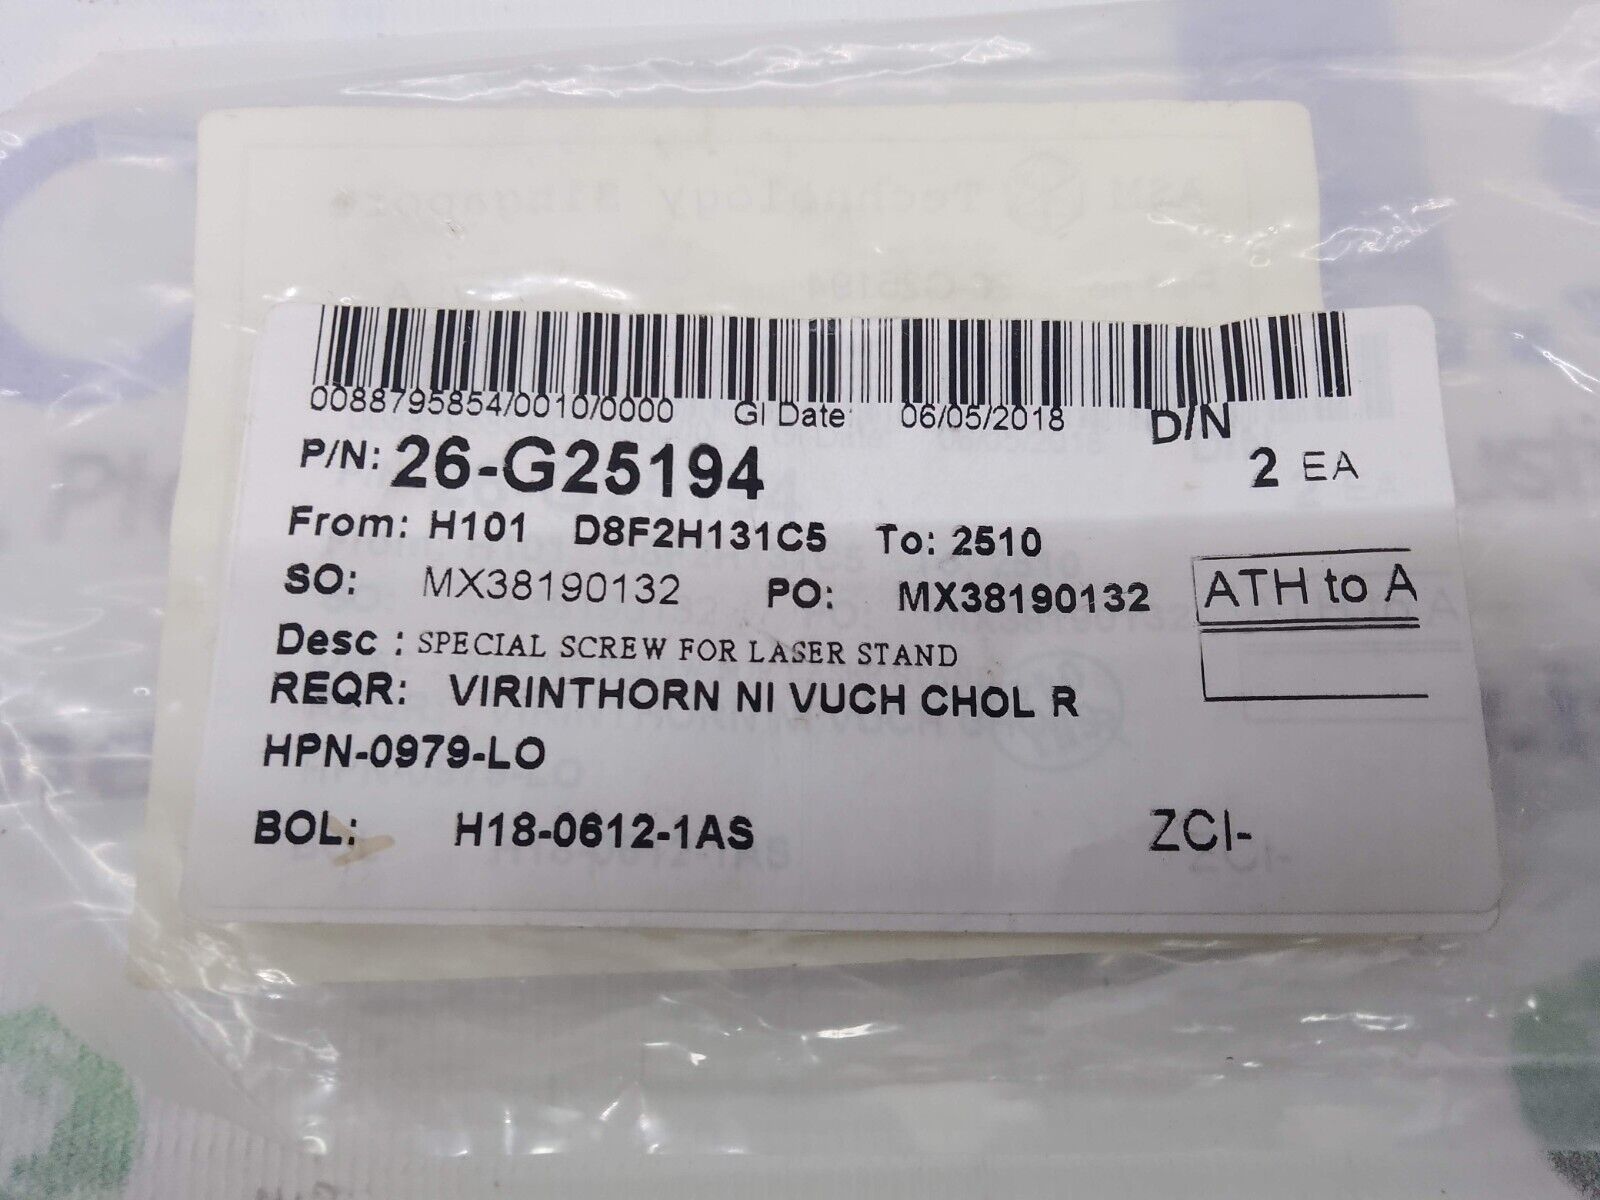 0088795854/0010/0000 GI Date: 06/05/2018 D/N
P/N: 26-G25194 2 EA
From: H101 D8F2H131C5 To: 2510
SO: MX38190132 PO: MX38190132 ATH to A
Desc : SPECIAL SCREW FOR LASER STAND
REQR: VIRINTHORN NI VUCH CHOL R
HPN-0979-LO
BOL: H18-0612-1AS ZCI-